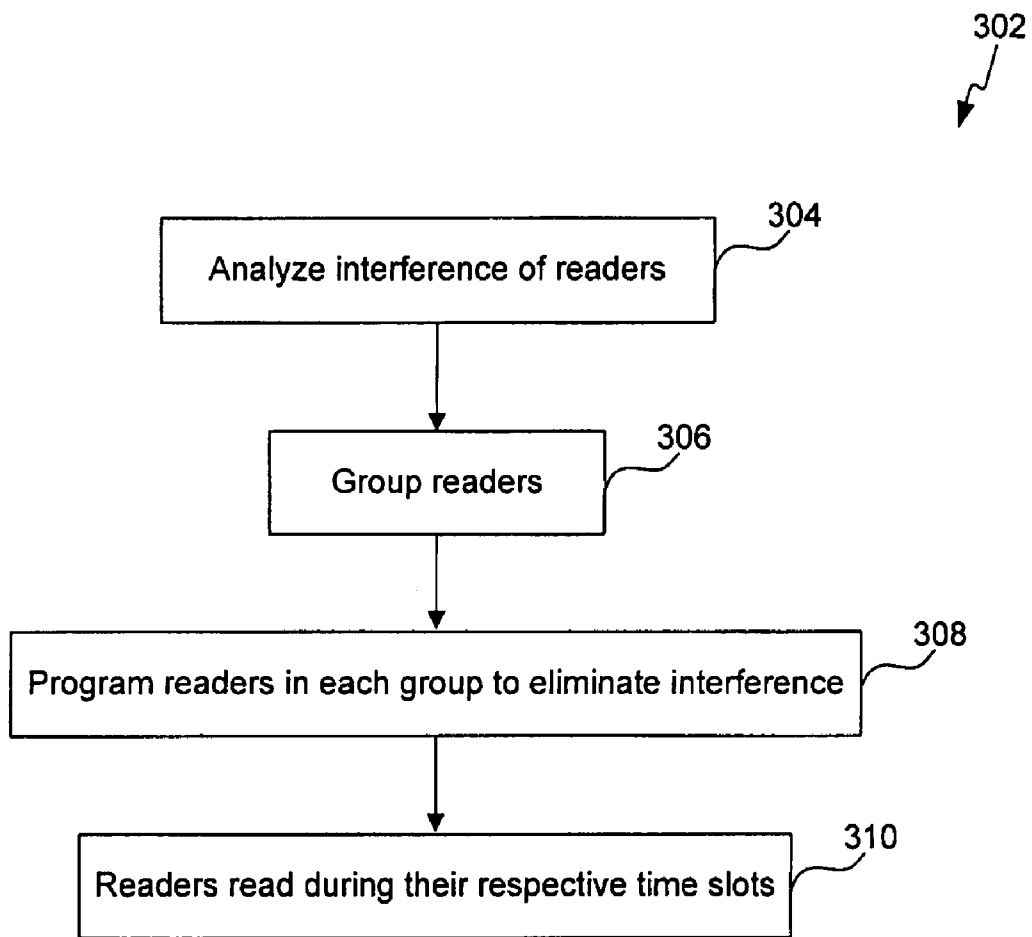 302
304
Analyze interference of readers
306
Group readers
308
Program readers in each group to eliminate interference
310
Readers read during their respective time slots